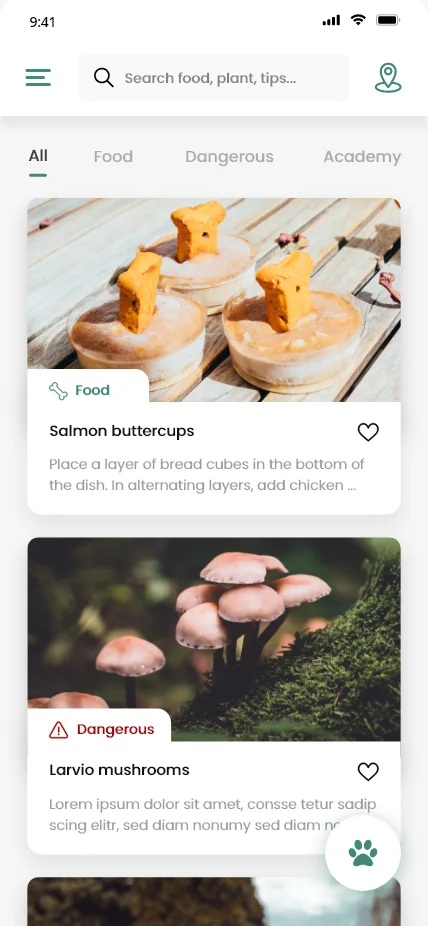 9:41
Search food, plant, tips...
All Food Dangerous Academy
Food
Salmon buttercups
Place a layer of bread cubes in the bottom of
the dish. In alternating layers, add chicken ...
Dangerous
Larvio mushrooms
Lorem ipsum dolor sit amet, consse tetur sadip
scing elitr, sed diam nonumy sed diam